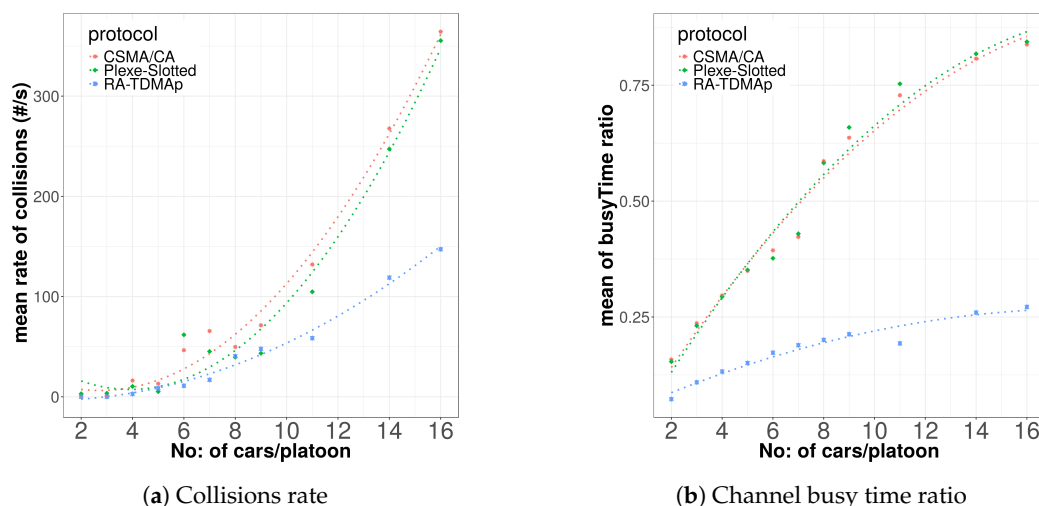 protocol
CSMA/CA
Plexe-Slotted
RA-TDMAp
mean rate of collisions (#/s)
300
200
100
0
2 4 6 8 10 12 14 16
No: of cars/platoon
(a) Collisions rate
protocol
CSMA/CA
Plexe-Slotted
RA-TDMAp
mean of busyTime ratio
0.75
0.50
0.25
2 4 6 8 10 12 14 16
No: of cars/platoon
(b) Channel busy time ratio